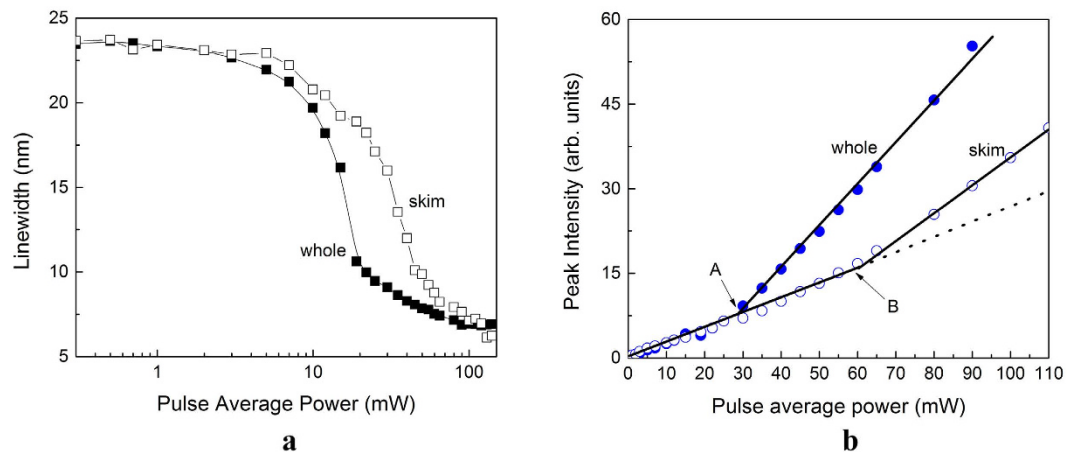 25
20
15
10
5
Linewidth (nm)
skim
whole
1
10
100
Pulse Average Power (mW)
a
60
45
30
15
0
Peak Intensity (arb. units)
whole
skim
A
B
0 10 20 30 40 50 60 70 80 90 100 110
Pulse average power (mW)
b